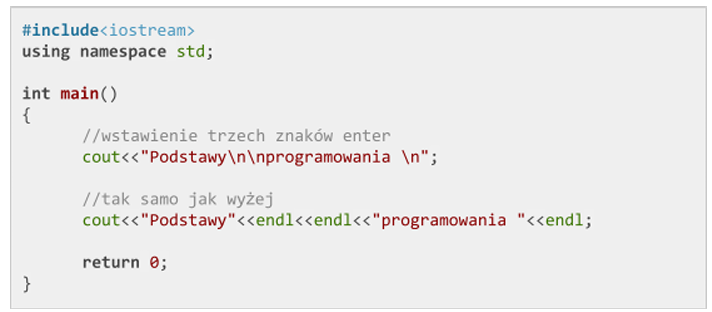 #include<iostream>
using namespace std;
int main()
{
//wstawienie trzech znaków enter
cout<<"Podstawy\n\nprogramowania \n";
//tak samo jak wyżej
cout<<"Podstawy"<<endl<<endl<<"programowania "<<endl;
return 0;
}